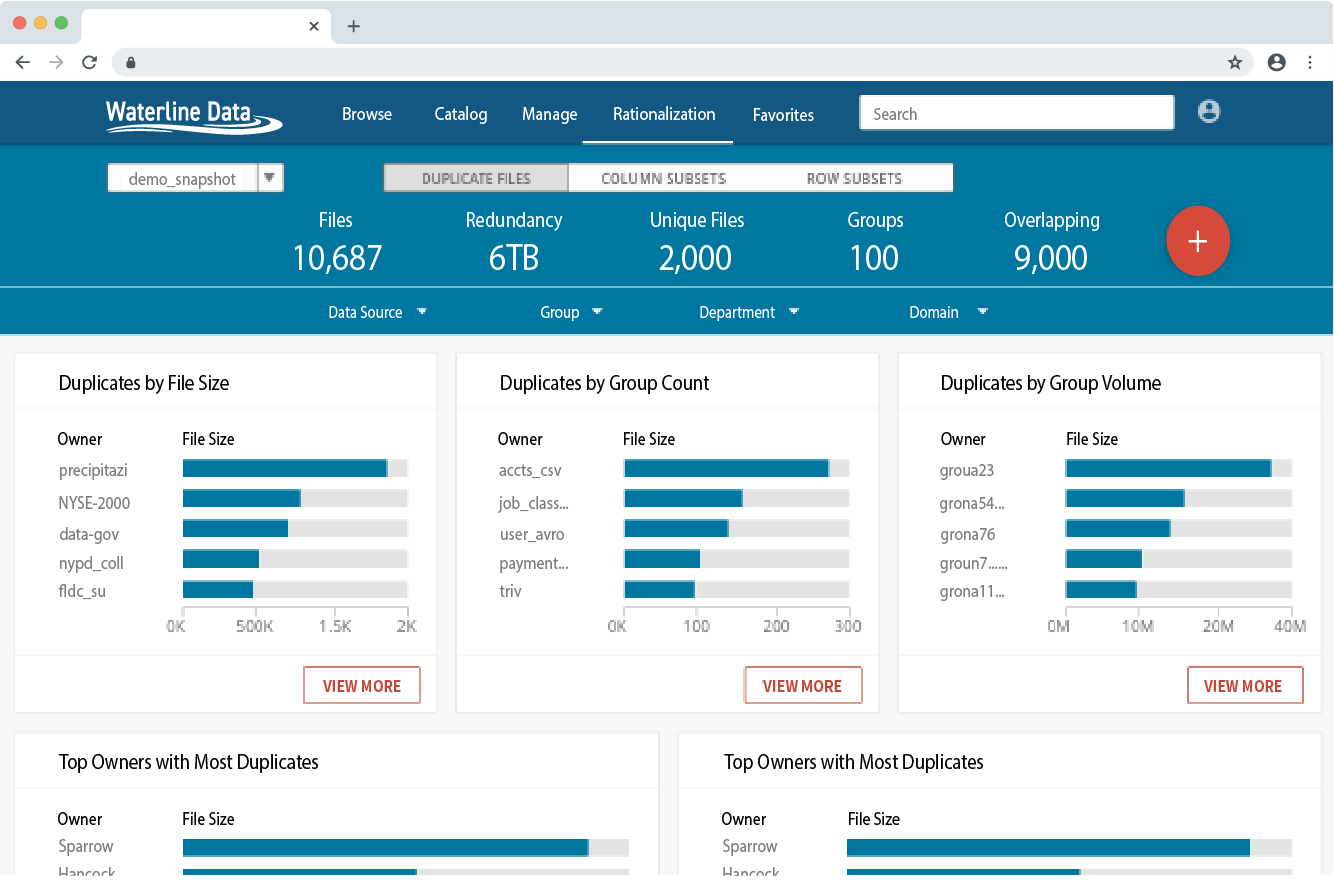 Waterline Data
Browse Catalog Manage Rationalization Favorites Search
demo_snapshot DUPLICATE FILES COLUMN SUBSETS ROW SUBSETS
Files Redundancy Unique Files Groups Overlapping
10,687 6TB 2,000 100 9,000
Data Source Group Department Domain
Duplicates by File Size
Owner File Size
precipitazi
NYSE-2000
data-gov
nypd_coll
fldc_su
0K 500K 1.5K 2K
VIEW MORE
Duplicates by Group Count
Owner File Size
accts_csv
job_class...
user_avro
payment...
triv
0K 100 200 300
VIEW MORE
Duplicates by Group Volume
Owner File Size
groua23
grona54...
grona76
groun7......
grona11...
0M 10M 20M 40M
VIEW MORE
Top Owners with Most Duplicates
Owner File Size
Sparrow
Hancock
Top Owners with Most Duplicates
Owner File Size
Sparrow
Hancock